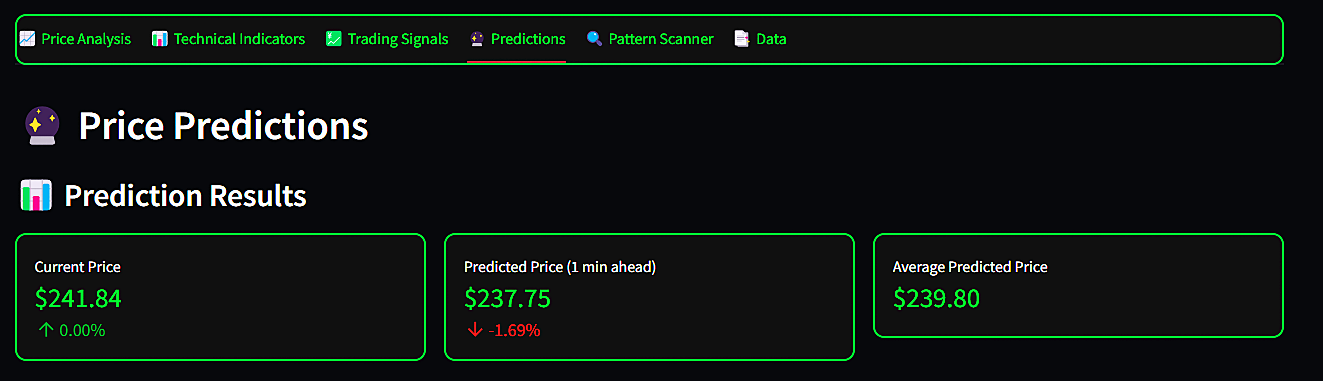 Price Analysis Technical Indicators Trading Signals Predictions Pattern Scanner Data
Price Predictions
Prediction Results
Current Price
$241.84
↑ 0.00%
Predicted Price (1 min ahead)
$237.75
↓ -1.69%
Average Predicted Price
$239.80